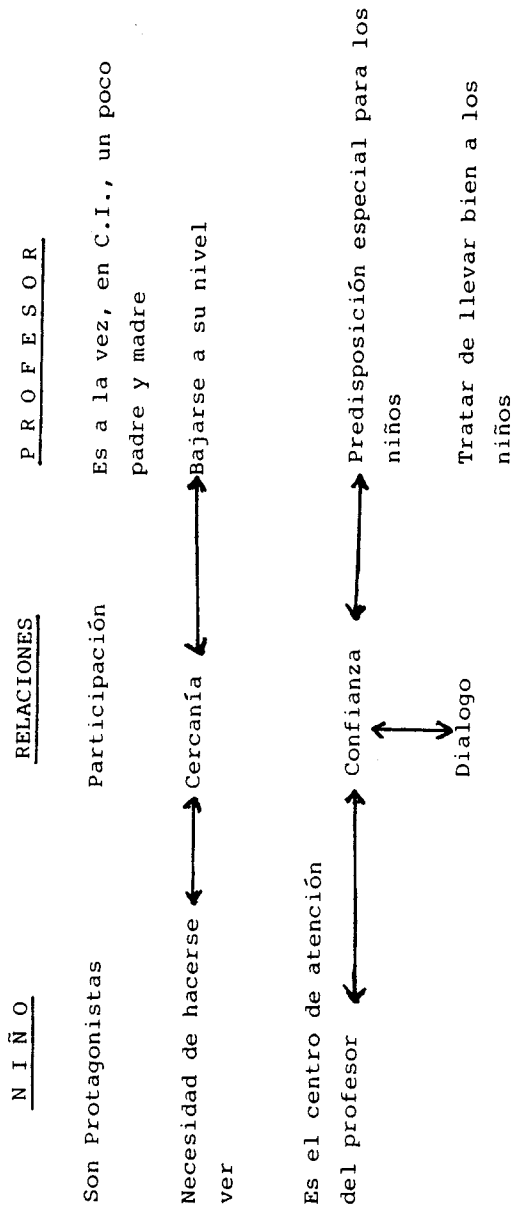 N I Ñ O
RELACIONES
P R O F E S O R
Son Protagonistas
Participación
Es a la vez, en C.I., un poco
padre y madre
Necesidad de hacerse
ver
Cercanía
Bajarse a su nivel
Es el centro de atención
del profesor
Confianza
Predisposición especial para los
niños
Dialogo
Tratar de llevar bien a los
niños